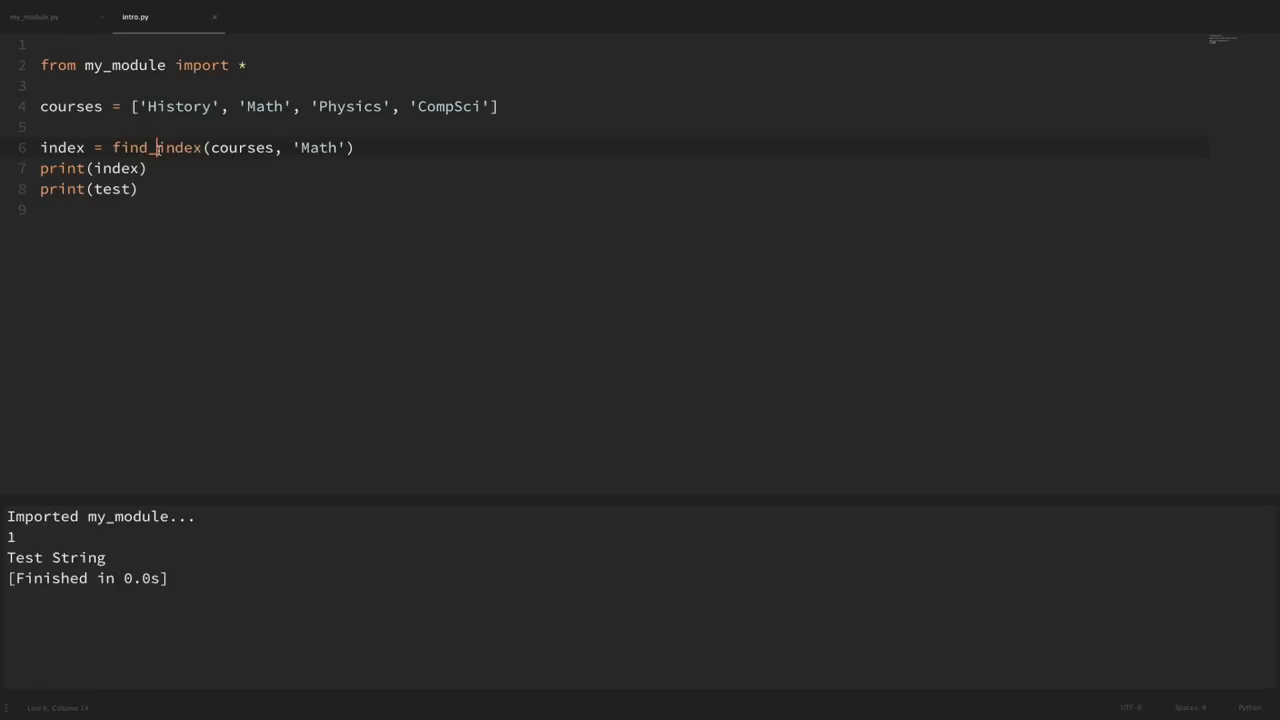 my_module.py × intro.py ×
1
2 from my_module import *
3
4 courses = ['History', 'Math', 'Physics', 'CompSci']
5
6 index = find_index(courses, 'Math')
7 print(index)
8 print(test)
9
Imported my_module...
1
Test String
[Finished in 0.0s]
6, Column 14 UTF-8 Spaces: 4 Python